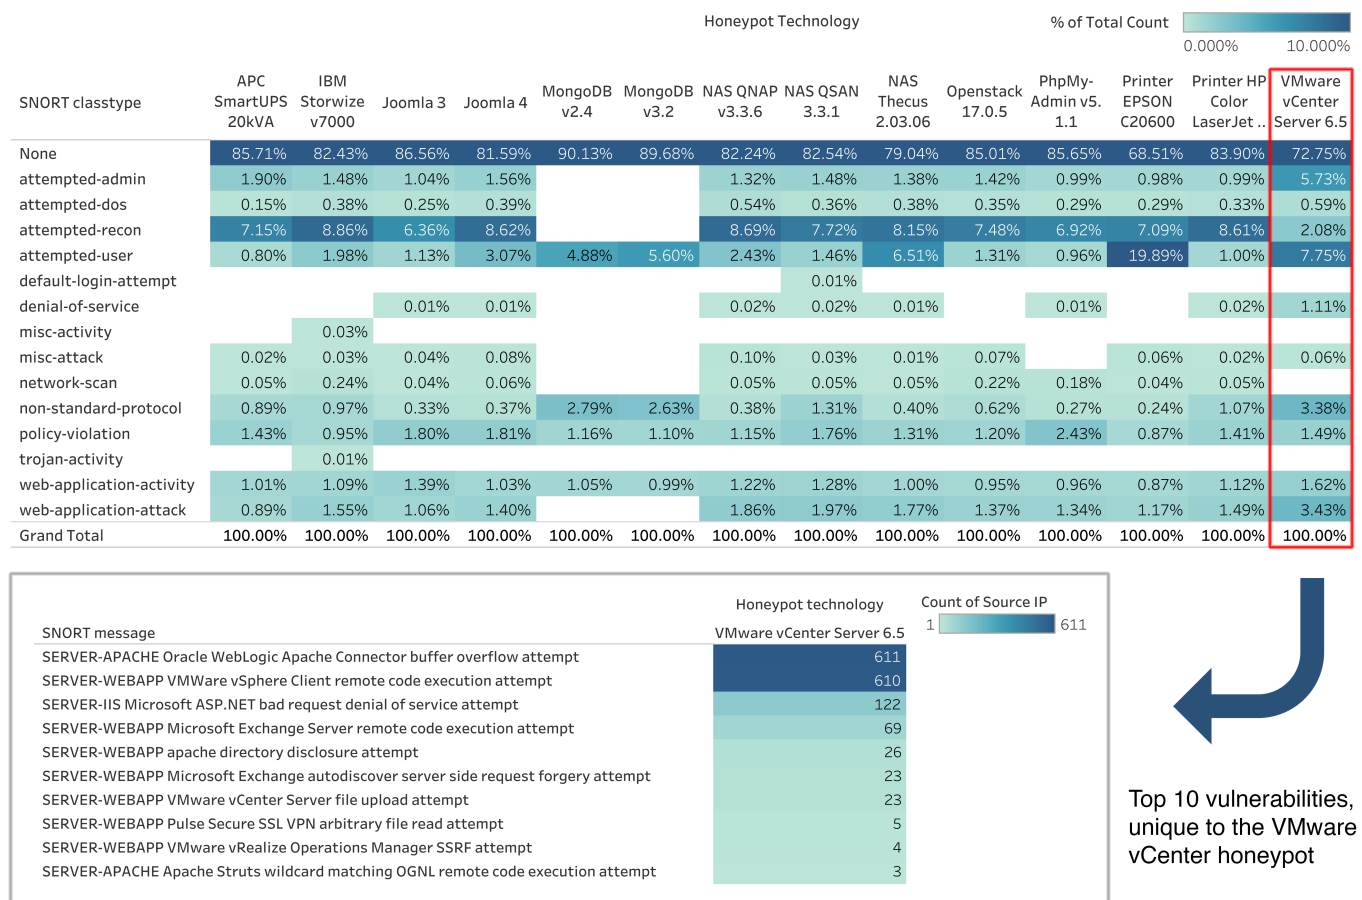 Honeypot Technology
% of Total Count
0.000% 10.000%
SNORT classtype
APC SmartUPS 20kVA
IBM Storwize v7000
Joomla 3
Joomla 4
MongoDB v2.4
MongoDB v3.2
NAS QNAP v3.3.6
NAS QSAN 3.3.1
NAS Thecus 2.03.06
Openstack 17.0.5
PhpMy-Admin v5.1.1
Printer EPSON C20600
Printer HP Color LaserJet ..
VMware vCenter Server 6.5
None 85.71% 82.43% 86.56% 81.59% 90.13% 89.68% 82.24% 82.54% 79.04% 85.01% 85.65% 68.51% 83.90% 72.75%
attempted-admin 1.90% 1.48% 1.04% 1.56% 1.32% 1.48% 1.38% 1.42% 0.99% 0.98% 0.99% 5.73%
attempted-dos 0.15% 0.38% 0.25% 0.39% 0.54% 0.36% 0.38% 0.35% 0.29% 0.29% 0.33% 0.59%
attempted-recon 7.15% 8.86% 6.36% 8.62% 8.69% 7.72% 8.15% 7.48% 6.92% 7.09% 8.61% 2.08%
attempted-user 0.80% 1.98% 1.13% 3.07% 4.88% 5.60% 2.43% 1.46% 6.51% 1.31% 0.96% 19.89% 1.00% 7.75%
default-login-attempt 0.01%
denial-of-service 0.01% 0.01% 0.02% 0.02% 0.01% 0.01% 0.02% 1.11%
misc-activity 0.03%
misc-attack 0.02% 0.03% 0.04% 0.08% 0.10% 0.03% 0.01% 0.07% 0.06% 0.02% 0.06%
network-scan 0.05% 0.24% 0.04% 0.06% 0.05% 0.05% 0.05% 0.22% 0.18% 0.04% 0.05%
non-standard-protocol 0.89% 0.97% 0.33% 0.37% 2.79% 2.63% 0.38% 1.31% 0.40% 0.62% 0.27% 0.24% 1.07% 3.38%
policy-violation 1.43% 0.95% 1.80% 1.81% 1.16% 1.10% 1.15% 1.76% 1.31% 1.20% 2.43% 0.87% 1.41% 1.49%
trojan-activity 0.01%
web-application-activity 1.01% 1.09% 1.39% 1.03% 1.05% 0.99% 1.22% 1.28% 1.00% 0.95% 0.96% 0.87% 1.12% 1.62%
web-application-attack 0.89% 1.55% 1.06% 1.40% 1.86% 1.97% 1.77% 1.37% 1.34% 1.17% 1.49% 3.43%
Grand Total 100.00% 100.00% 100.00% 100.00% 100.00% 100.00% 100.00% 100.00% 100.00% 100.00% 100.00% 100.00% 100.00% 100.00%
Honeypot technology
Count of Source IP
1 611
SNORT message VMware vCenter Server 6.5
SERVER-APACHE Oracle WebLogic Apache Connector buffer overflow attempt 611
SERVER-WEBAPP VMWare vSphere Client remote code execution attempt 610
SERVER-IIS Microsoft ASP.NET bad request denial of service attempt 122
SERVER-WEBAPP Microsoft Exchange Server remote code execution attempt 69
SERVER-WEBAPP apache directory disclosure attempt 26
SERVER-WEBAPP Microsoft Exchange autodiscover server side request forgery attempt 23
SERVER-WEBAPP VMware vCenter Server file upload attempt 23
SERVER-WEBAPP Pulse Secure SSL VPN arbitrary file read attempt 5
SERVER-WEBAPP VMware vRealize Operations Manager SSRF attempt 4
SERVER-APACHE Apache Struts wildcard matching OGNL remote code execution attempt 3
Top 10 vulnerabilities,
unique to the VMware
vCenter honeypot